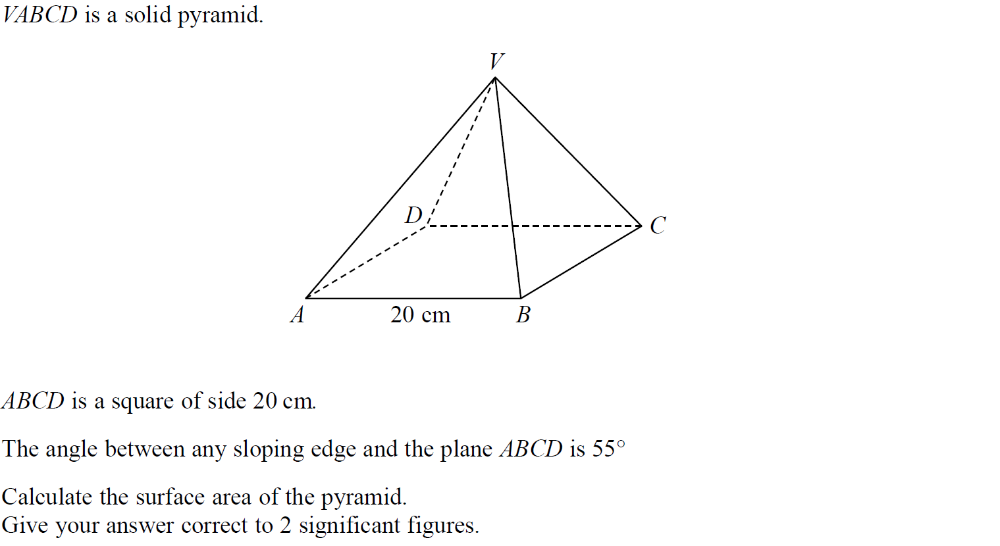 VABCD is a solid pyramid.
V
D
C
A
20 cm
B
ABCD is a square of side 20 cm.
The angle between any sloping edge and the plane ABCD is 55°
Calculate the surface area of the pyramid.
Give your answer correct to 2 significant figures.